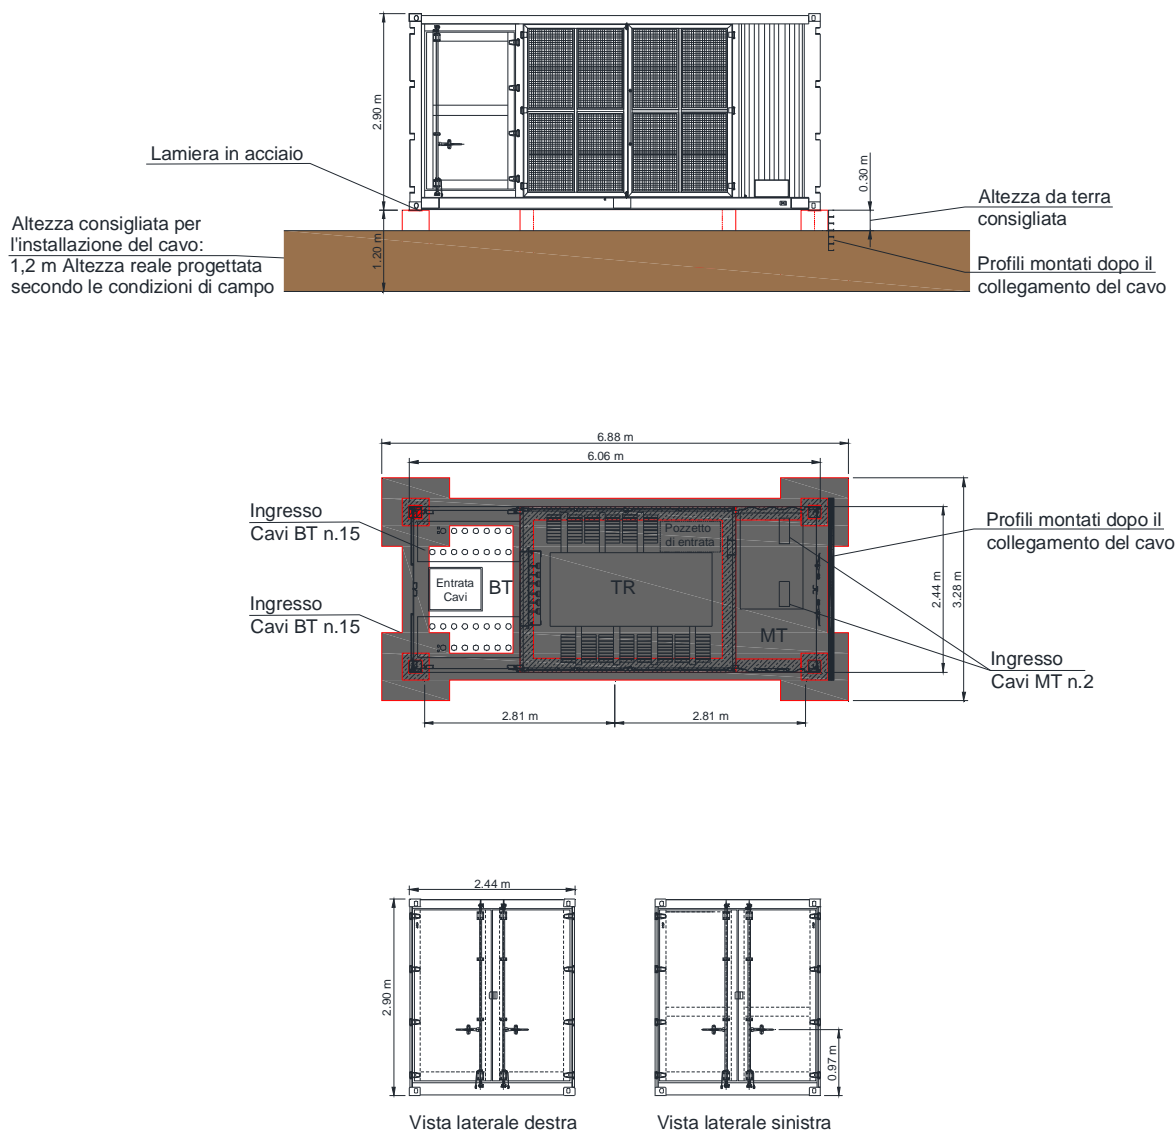 2.90 m
Lamiera in acciaio
0.30 m
Altezza da terra
consigliata
Altezza consigliata per
l'installazione del cavo:
1,2 m Altezza reale progettata
secondo le condizioni di campo
1.20 m
Profili montati dopo il
collegamento del cavo
6.88 m
6.06 m
Ingresso
Cavi BT n.15
Pozzetto
di entrata
Profili montati dopo il
collegamento del cavo
Entrata
Cavi
BT
TR
2.44 m
3.28 m
Ingresso
Cavi BT n.15
MT
Ingresso
Cavi MT n.2
2.81 m
2.81 m
2.44 m
2.90 m
0.97 m
Vista laterale destra
Vista laterale sinistra